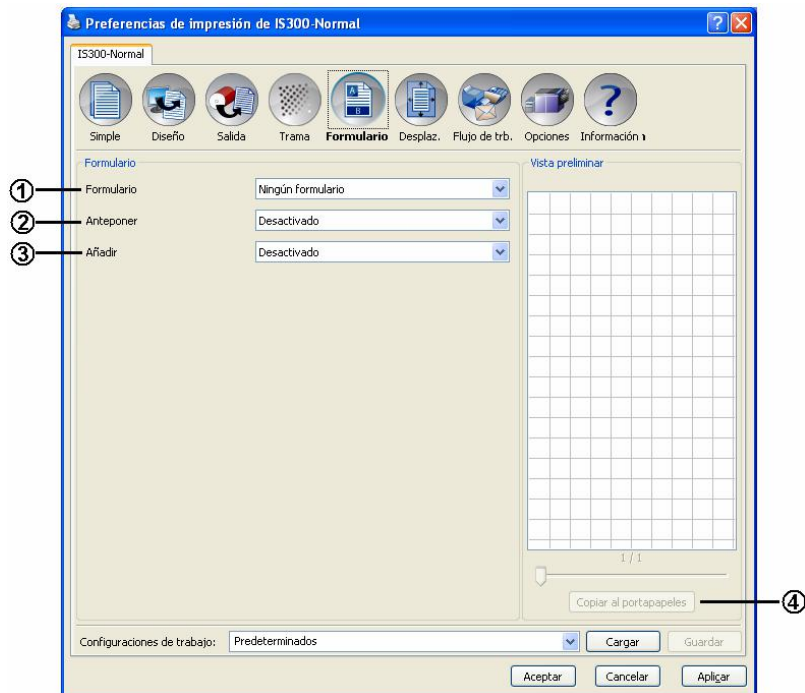 Preferencias de impresión de IS300-Normal
IS300-Normal
Simple Diseño Salida Trama Formulario Desplaz. Flujo de trb. Opciones Información
A
B
?
Formulario
Vista preliminar
① Formulario Ningún formulario
② Anteponer Desactivado
③ Añadir Desactivado
1 / 1
Copiar al portapapeles ④
Configuraciones de trabajo: Predeterminados Cargar Guardar
Aceptar Cancelar Aplicar